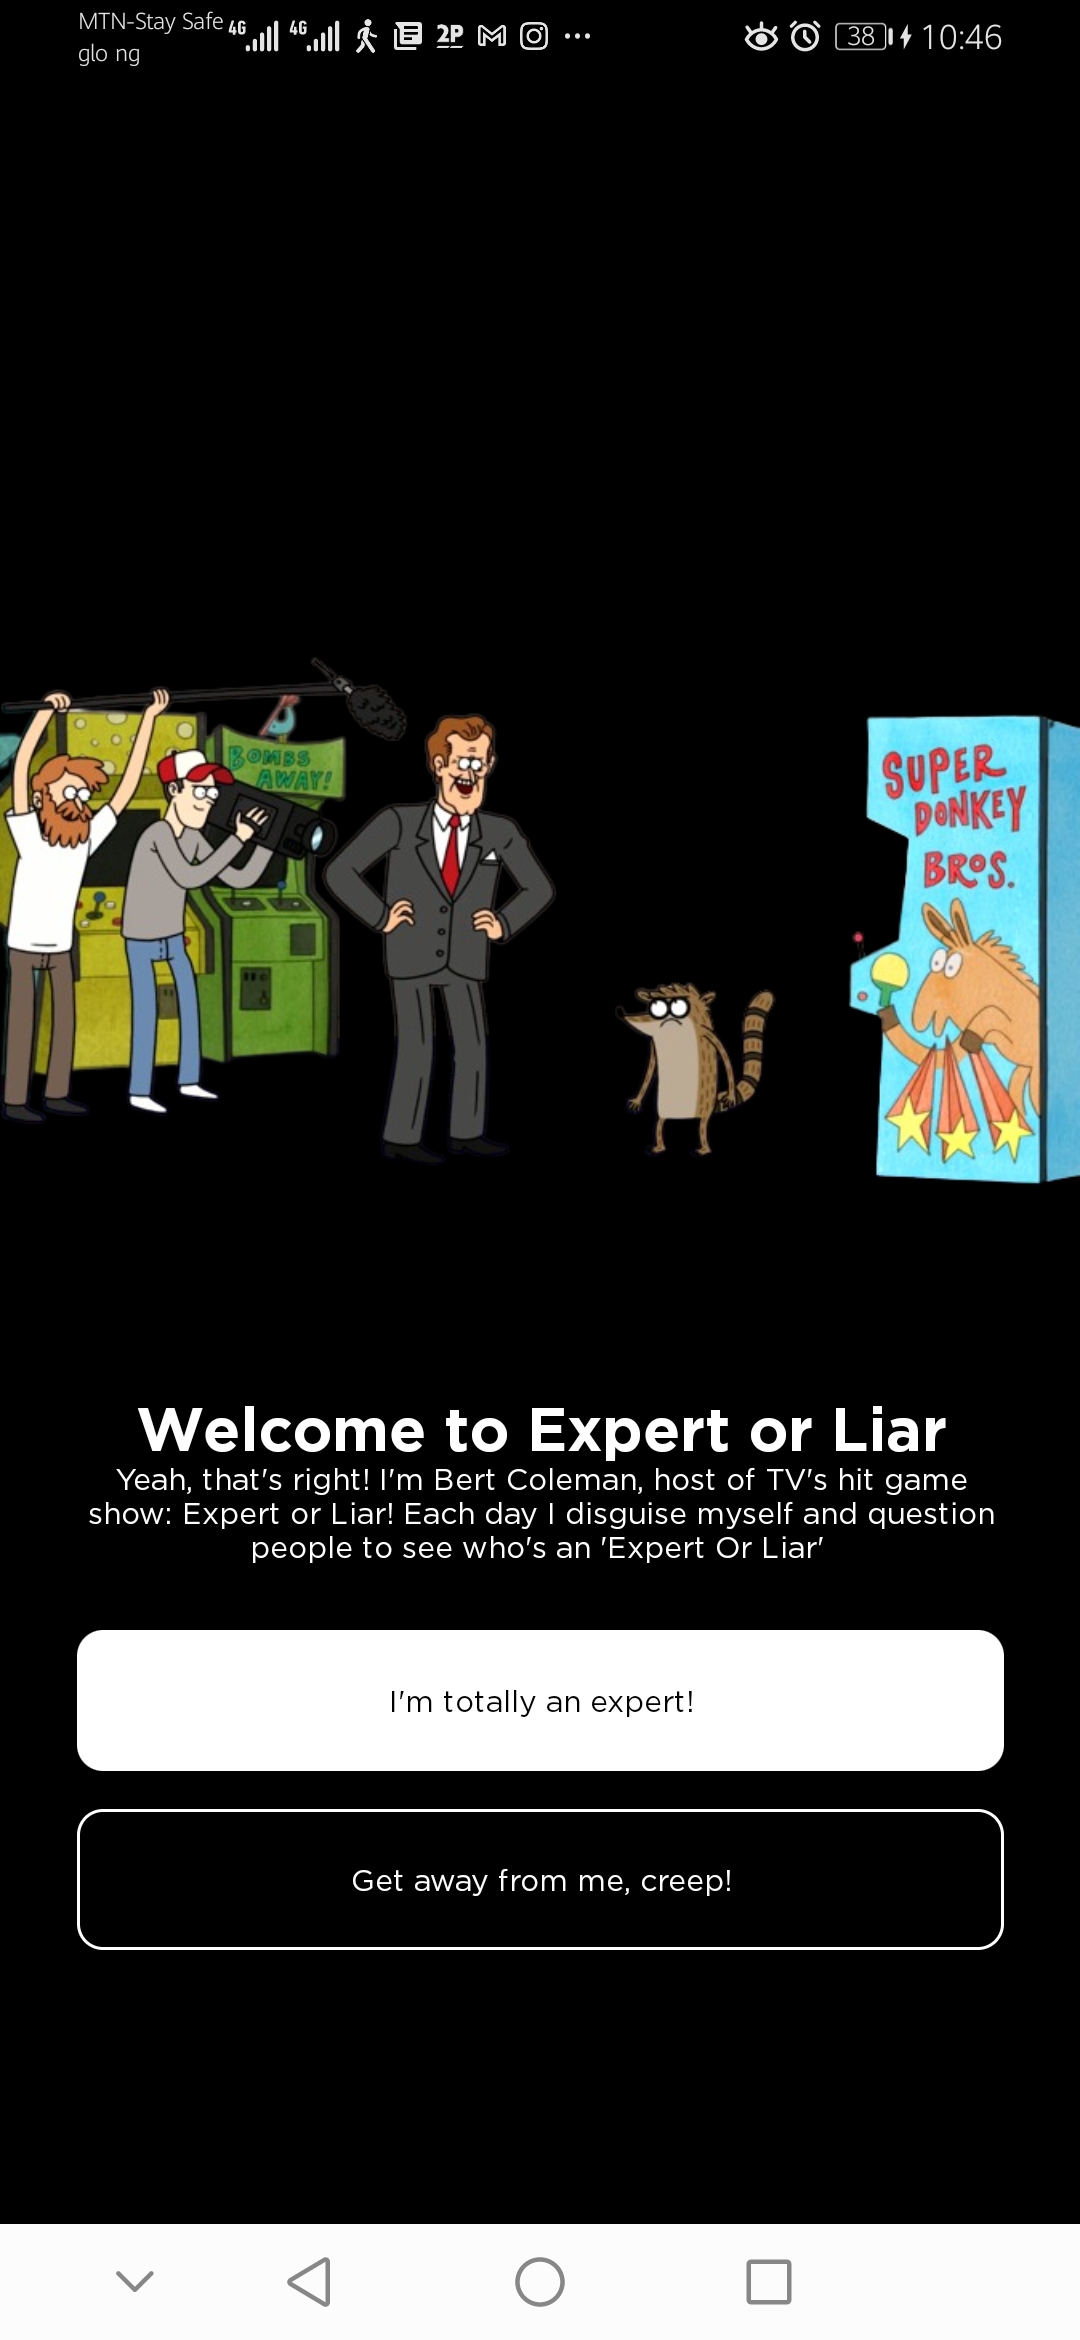 MTN-Stay Safe 4G 4G 2P 38 10:46
glo ng
BOMBS
AWAY!
SUPER
DONKEY
BROS.
Welcome to Expert or Liar
Yeah, that's right! I'm Bert Coleman, host of TV's hit game
show: Expert or Liar! Each day I disguise myself and question
people to see who's an 'Expert Or Liar'
I'm totally an expert!
Get away from me, creep!